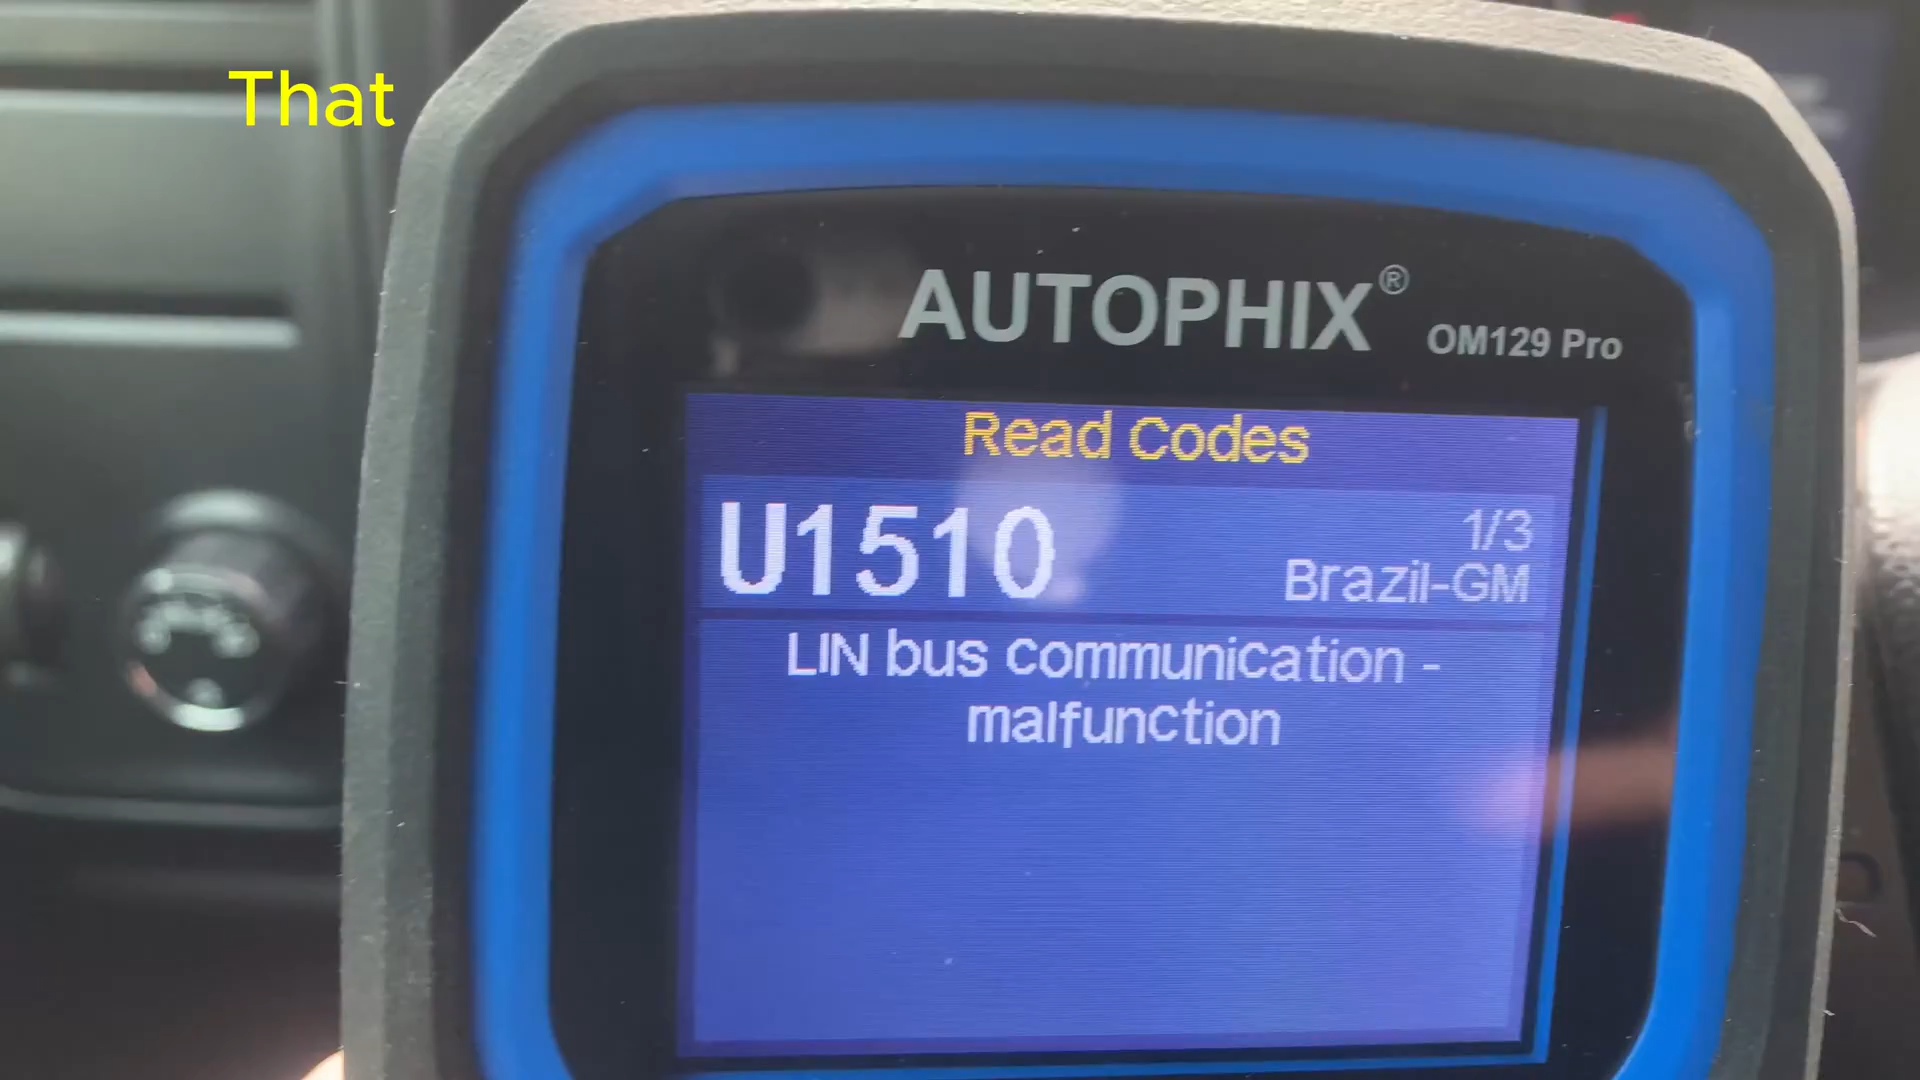 That
AUTOPHIX®
OM129 Pro
Read Codes
U1510
1/3
Brazil-GM
LIN bus communication -
malfunction